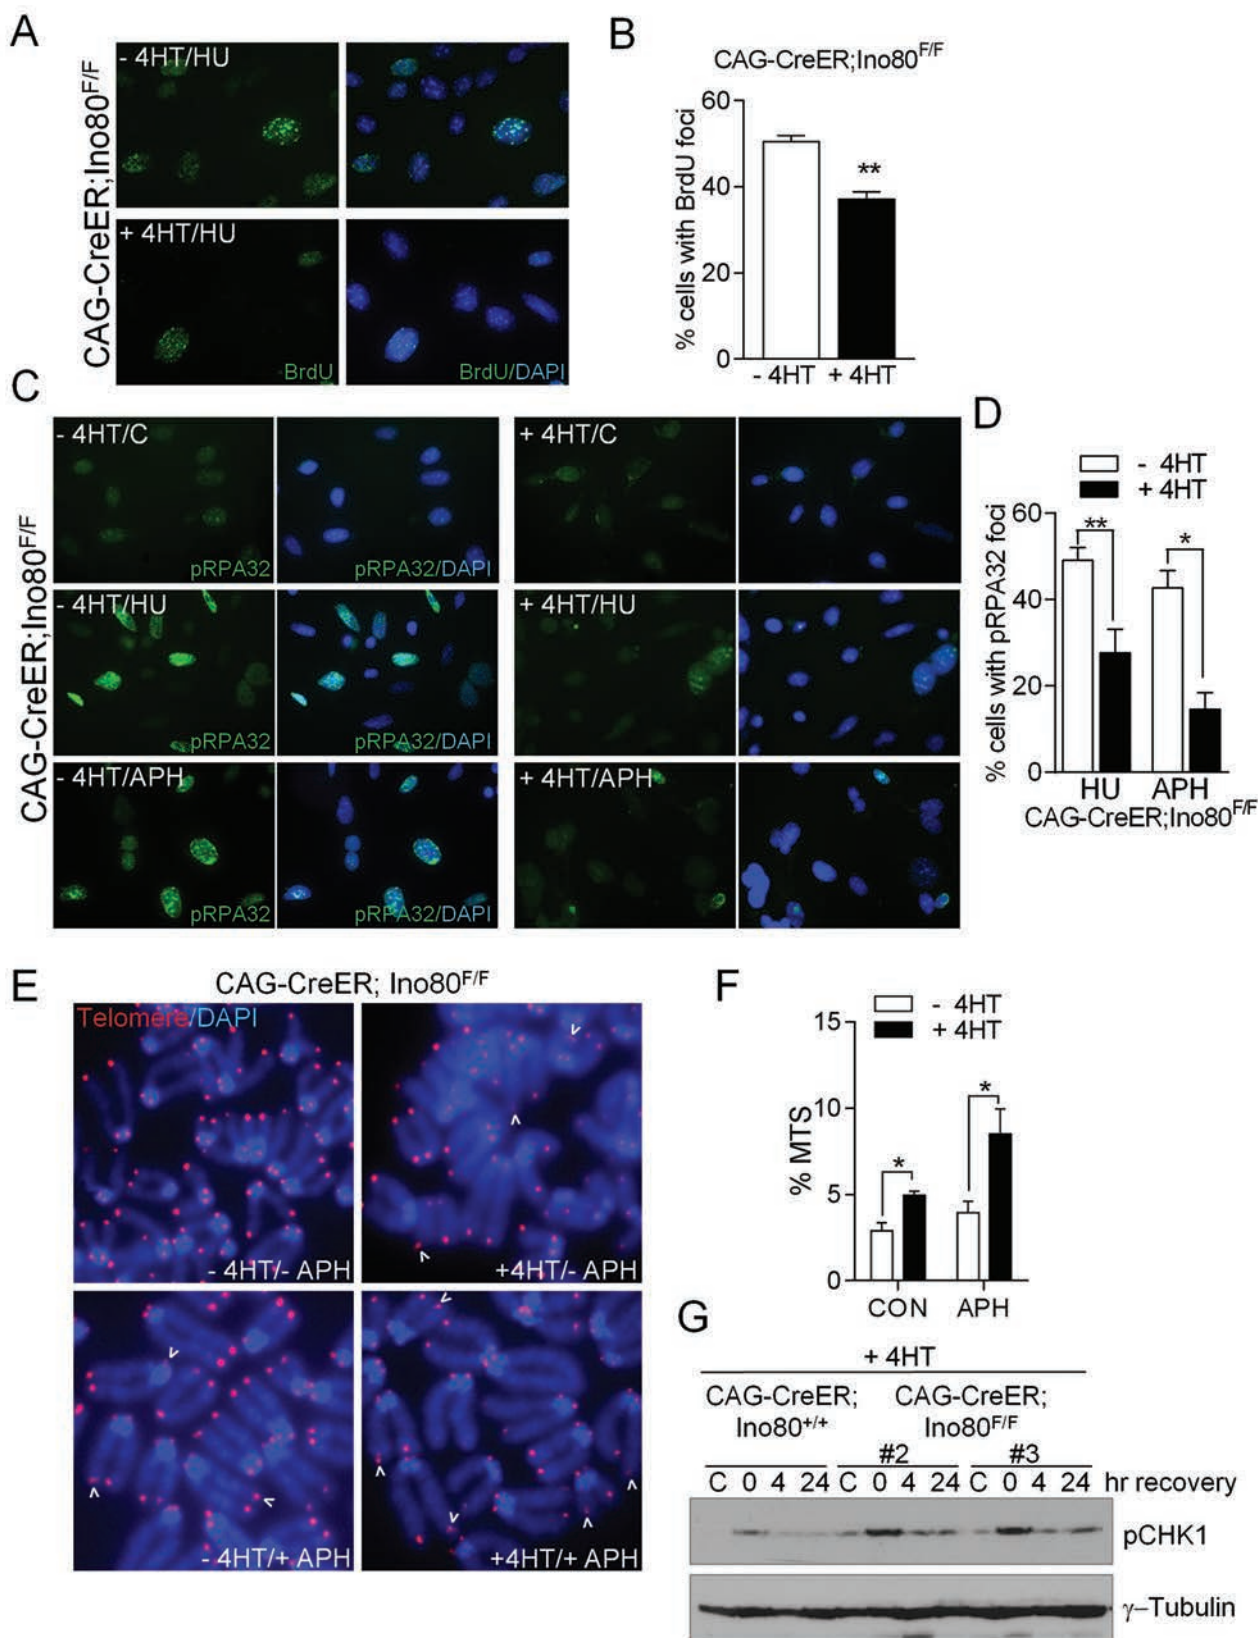 A
CAG-CreER;Ino80F/F
- 4HT/HU
+ 4HT/HU
BrdU
BrdU/DAPI
B
CAG-CreER;Ino80F/F
% cells with BrdU foci
60
40
20
0
**
- 4HT + 4HT
C
CAG-CreER;Ino80F/F
- 4HT/C
pRPA32
pRPA32/DAPI
+ 4HT/C
- 4HT/HU
pRPA32
pRPA32/DAPI
+ 4HT/HU
- 4HT/APH
pRPA32
pRPA32/DAPI
+ 4HT/APH
D
- 4HT
+ 4HT
% cells with pRPA32 foci
60
40
20
0
**
*
HU APH
CAG-CreER;Ino80F/F
E
CAG-CreER; Ino80F/F
Telomere/DAPI
- 4HT/- APH
+4HT/- APH
- 4HT/+ APH
+4HT/+ APH
F
- 4HT
+ 4HT
% MTS
15
10
5
0
*
*
CON APH
G
+ 4HT
CAG-CreER; CAG-CreER;
Ino80+/+ Ino80F/F
#2 #3
C 0 4 24 C 0 4 24 C 0 4 24 hr recovery
pCHK1
γ–Tubulin